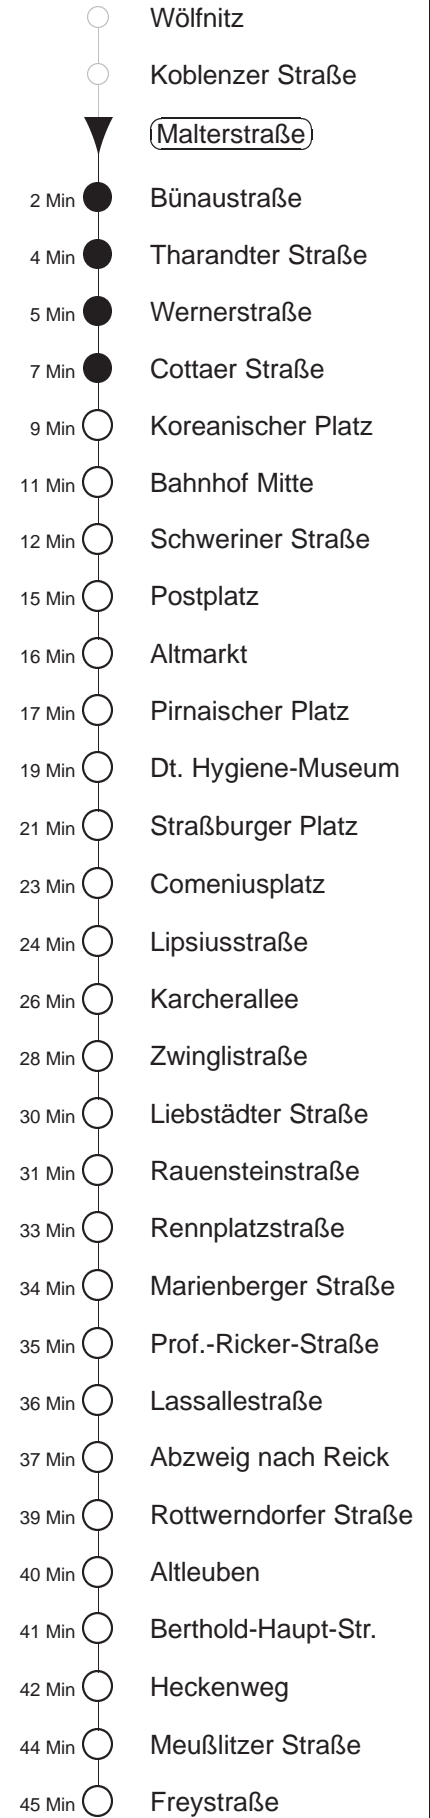 Wölfnitz
Koblenzer Straße
Malterstraße
2 Min Bünaustraße
4 Min Tharandter Straße
5 Min Wernerstraße
7 Min Cottaer Straße
9 Min Koreanischer Platz
11 Min Bahnhof Mitte
12 Min Schweriner Straße
15 Min Postplatz
16 Min Altmarkt
17 Min Pirnaischer Platz
19 Min Dt. Hygiene-Museum
21 Min Straßburger Platz
23 Min Comeniusplatz
24 Min Lipsiusstraße
26 Min Karcherallee
28 Min Zwinglistraße
30 Min Liebstädter Straße
31 Min Rauensteinstraße
33 Min Rennplatzstraße
34 Min Marienberger Straße
35 Min Prof.-Ricker-Straße
36 Min Lassallestraße
37 Min Abzweig nach Reick
39 Min Rottwerndorfer Straße
40 Min Altleuben
41 Min Berthold-Haupt-Str.
42 Min Heckenweg
44 Min Meußlitzer Straße
45 Min Freystraße